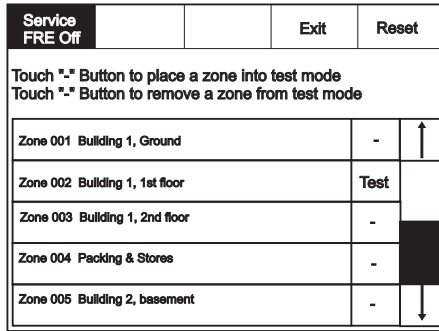 Service
FRE Off
Exit
Reset
Touch "-" Button to place a zone into test mode
Touch "-" Button to remove a zone from test mode
Zone 001 Building 1, Ground -
Zone 002 Building 1, 1st floor Test
Zone 003 Building 1, 2nd floor -
Zone 004 Packing & Stores -
Zone 005 Building 2, basement -